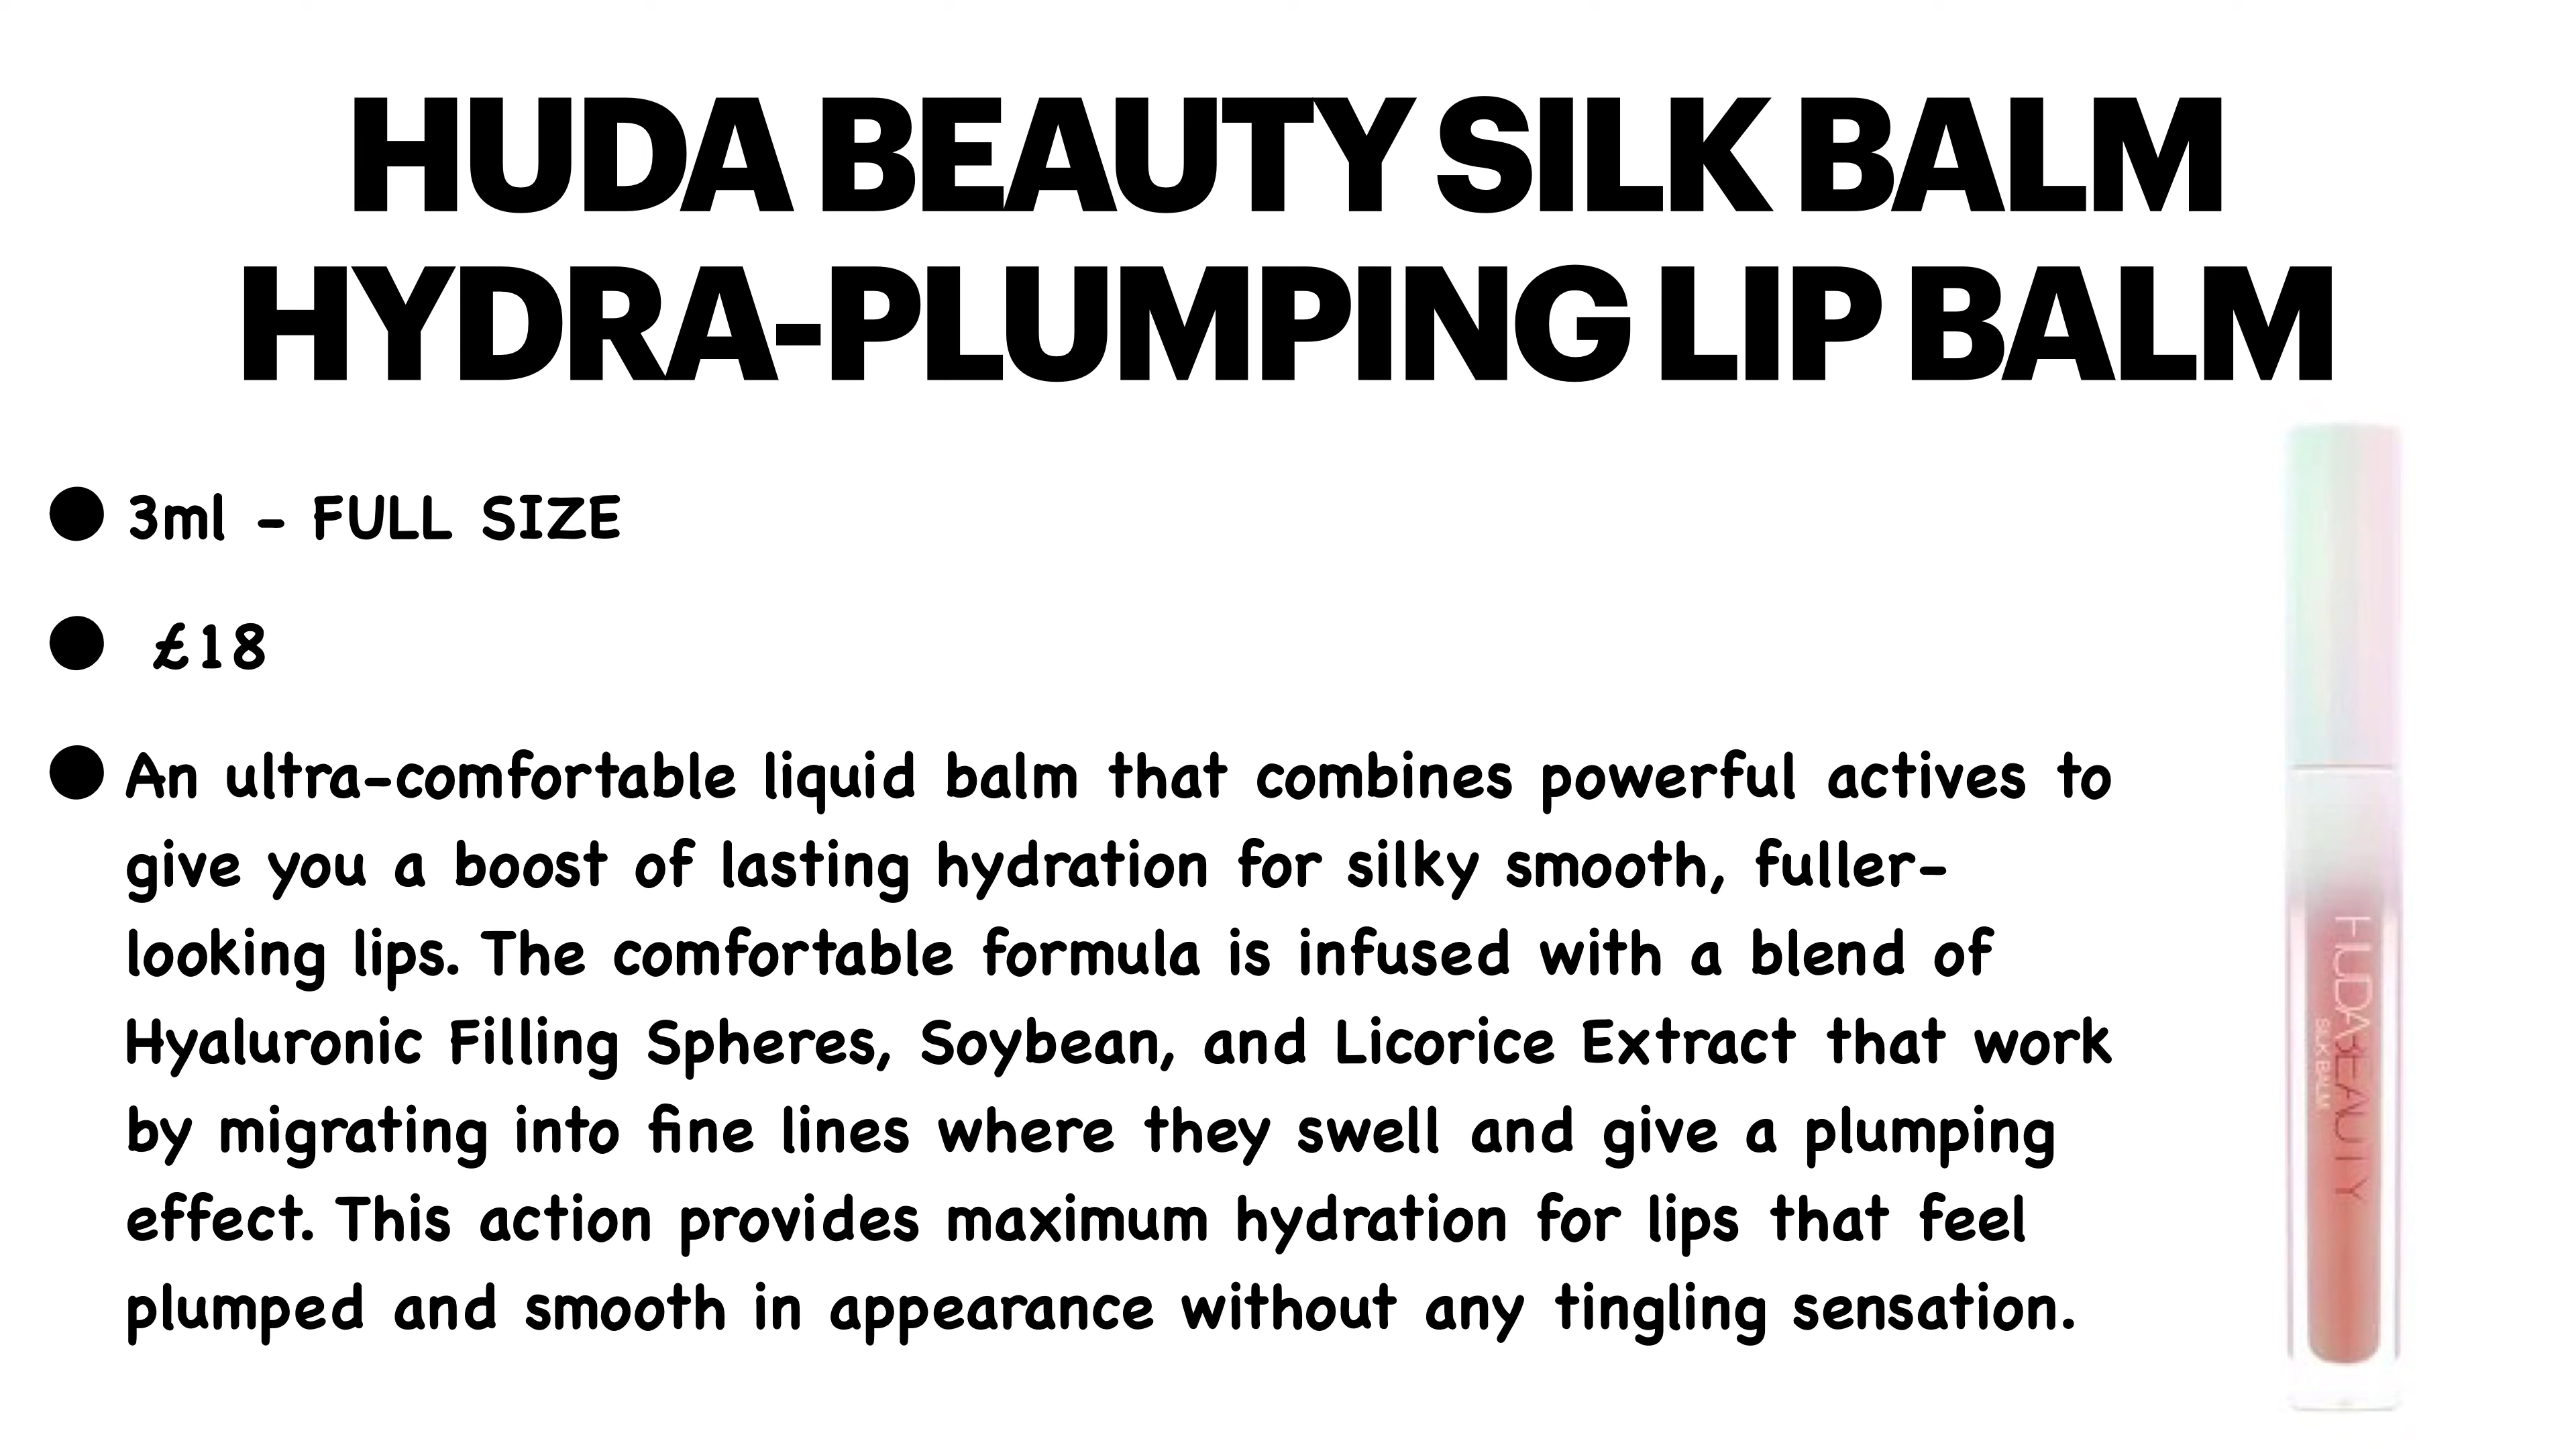 HUDA BEAUTY SILK BALM
HYDRA-PLUMPING LIP BALM
● 3ml - FULL SIZE
● £18
● An ultra-comfortable liquid balm that combines powerful actives to
give you a boost of lasting hydration for silky smooth, fuller-
looking lips. The comfortable formula is infused with a blend of
Hyaluronic Filling Spheres, Soybean, and Licorice Extract that work
by migrating into fine lines where they swell and give a plumping
effect. This action provides maximum hydration for lips that feel
plumped and smooth in appearance without any tingling sensation.
HUDABEAUTY
SILK BALM